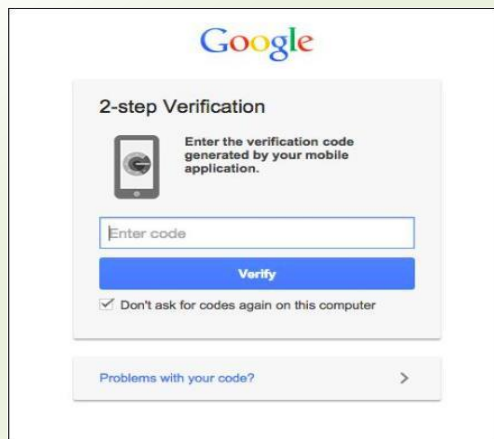 Google
2-step Verification
Enter the verification code
generated by your mobile
application.
Enter code
Verify
Don't ask for codes again on this computer
Problems with your code?